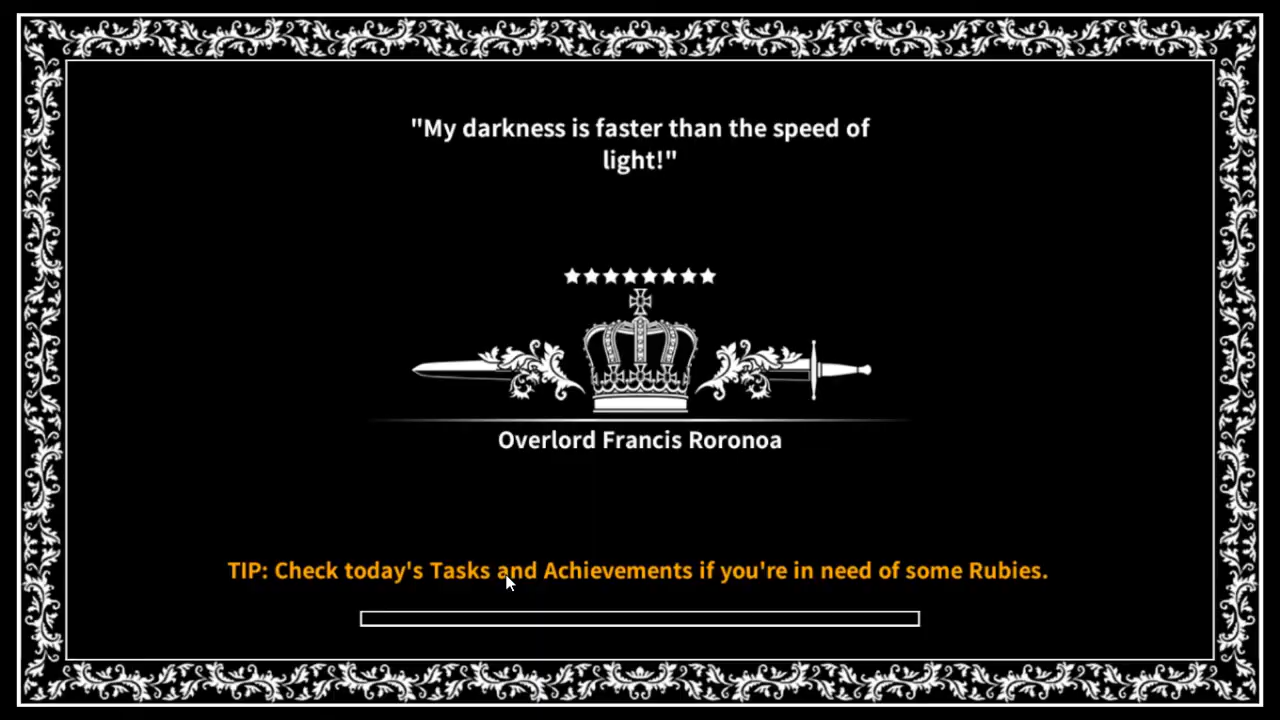 "My darkness is faster than the speed of
light!"
Overlord Francis Roronoa
TIP: Check today's Tasks and Achievements if you're in need of some Rubies.